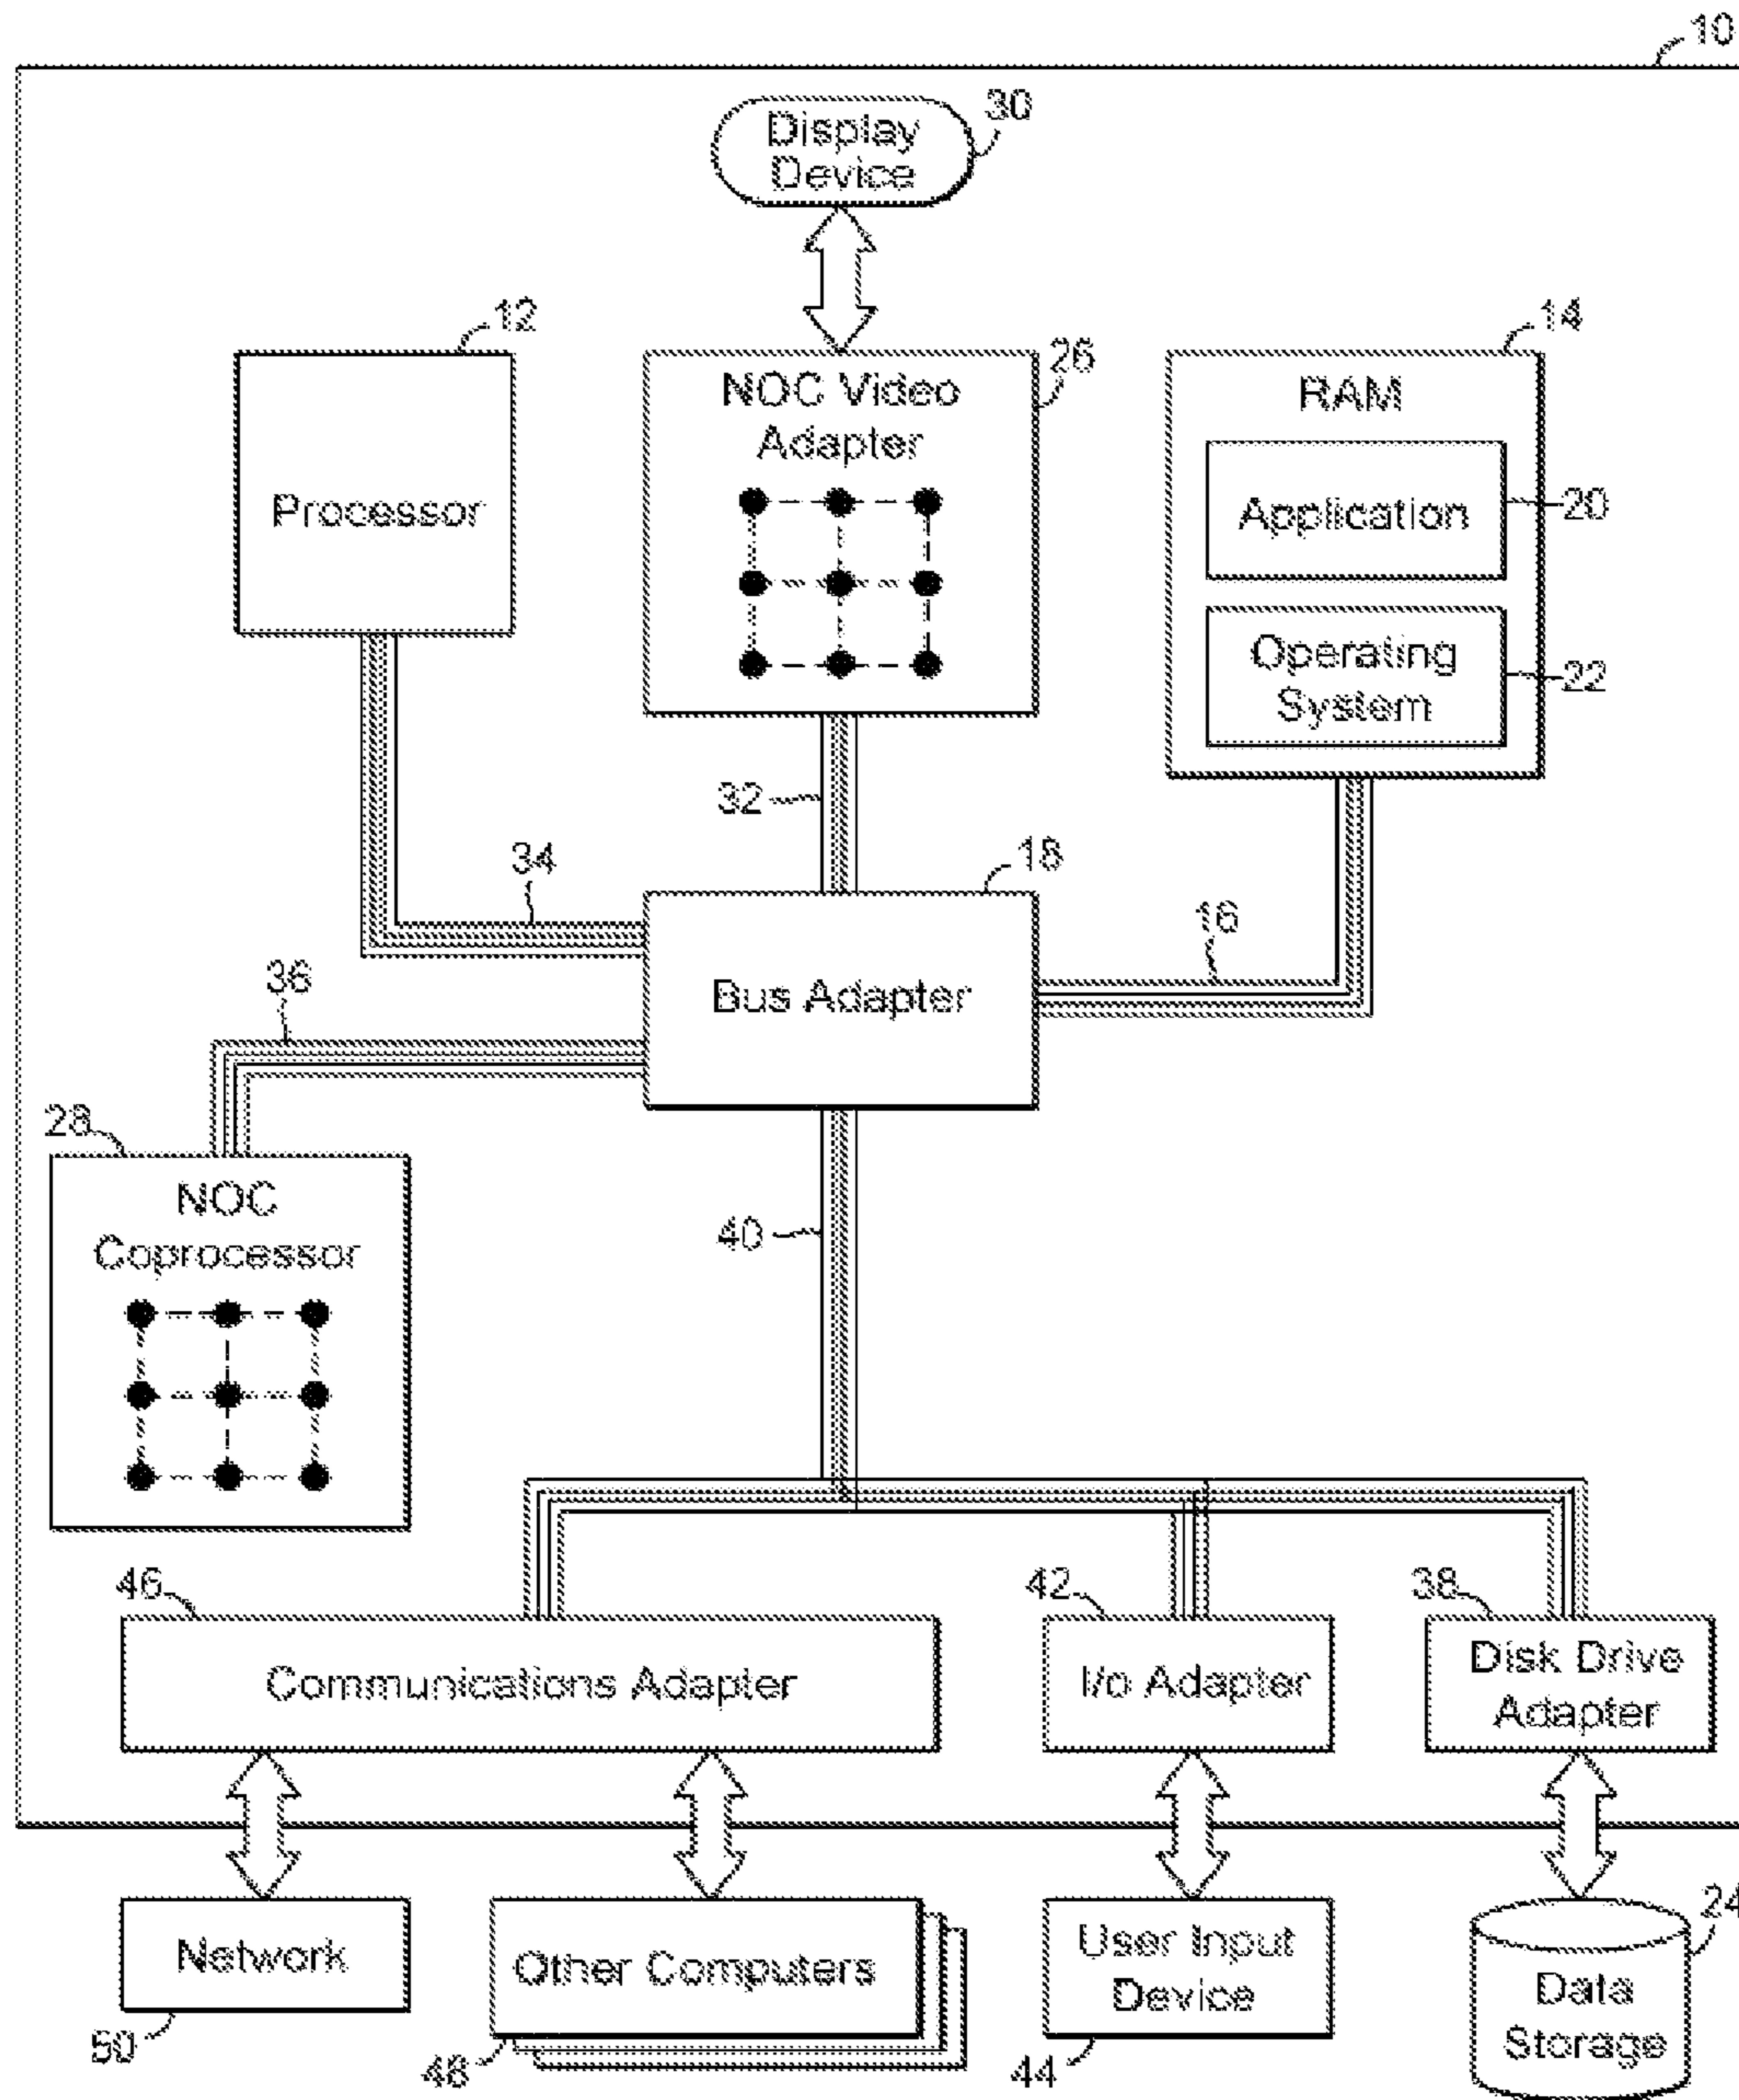 10
Display
Device
30
12
Processor
NOC Video
Adapter
26
14
RAM
Application
20
Operating
System
22
32
34
18
Bus Adapter
16
36
28
NOC
Coprocessor
40
46
Communications Adapter
42
I/o Adapter
38
Disk Drive
Adapter
Network
50
Other Computers
48
User Input
Device
44
24
Data
Storage